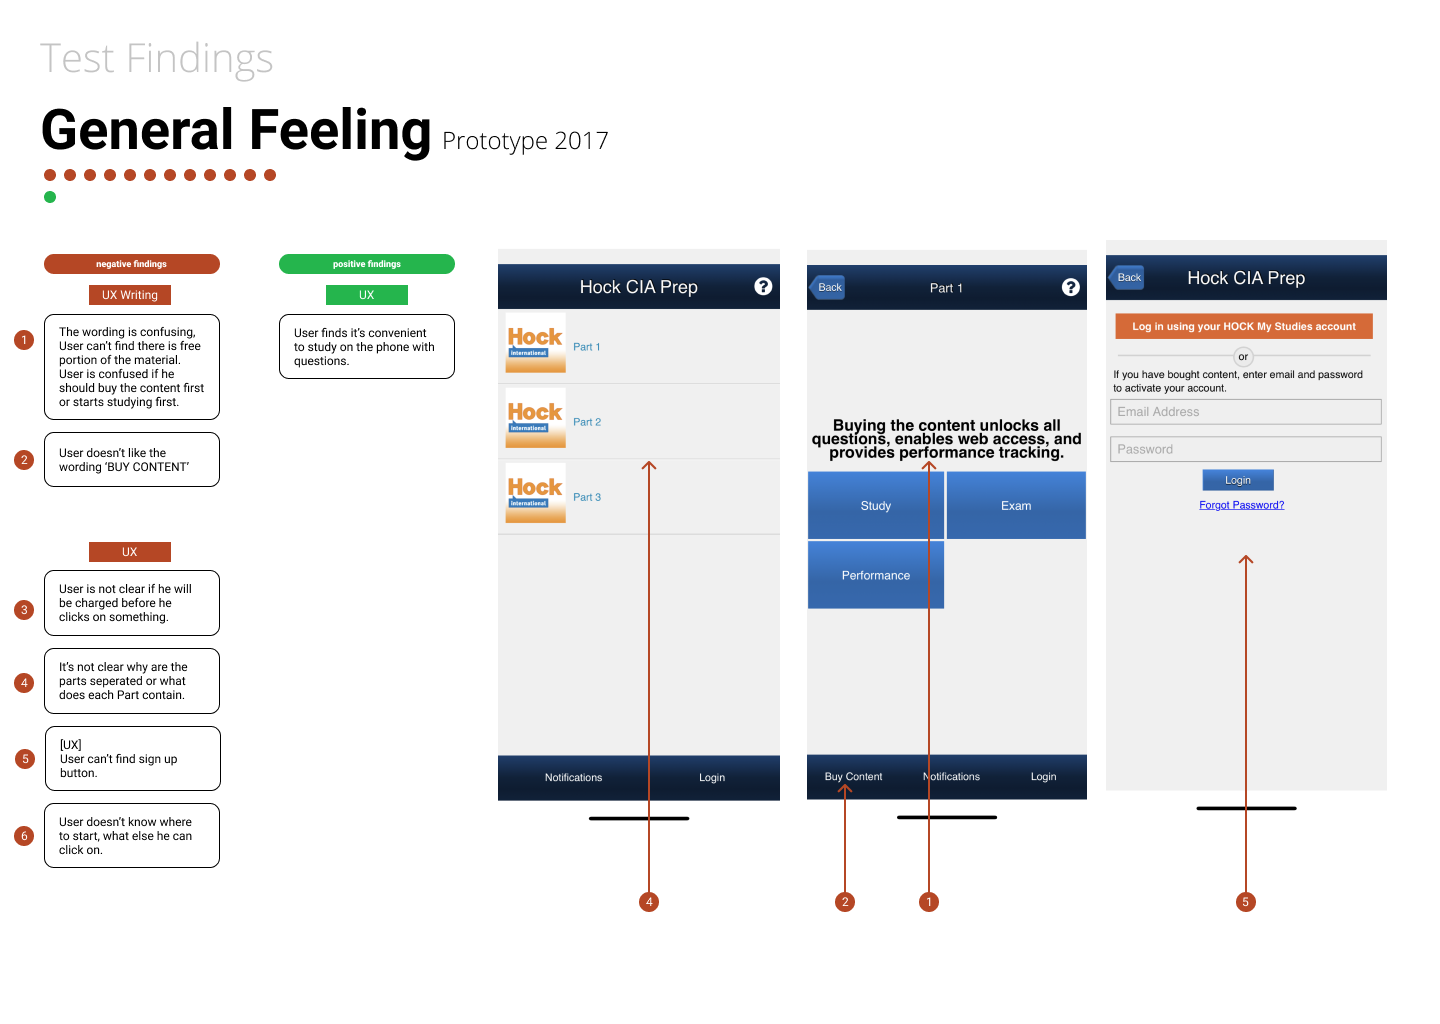 Test Findings
General Feeling Prototype 2017
negative findings
UX Writing
1
The wording is confusing,
User can't find there is free
portion of the material.
User is confused if he
should buy the content first
or starts studying first.
2
User doesn't like the
wording 'BUY CONTENT'
UX
3
User is not clear if he will
be charged before he
clicks on something.
4
It's not clear why are the
parts seperated or what
does each Part contain.
5
[UX]
User can't find sign up
button.
6
User doesn't know where
to start, what else he can
click on.
positive findings
UX
User finds it's convenient
to study on the phone with
questions.
Hock CIA Prep
?
Hock
international
Part 1
Hock
international
Part 2
Hock
international
Part 3
Notifications
Login
4
Back
Part 1
?
Buying the content unlocks all
questions, enables web access, and
provides performance tracking.
Study
Exam
Performance
Buy Content
Notifications
Login
2
1
Back
Hock CIA Prep
Log in using your HOCK My Studies account
or
If you have bought content, enter email and password
to activate your account.
Email Address
Password
Login
Forgot Password?
5